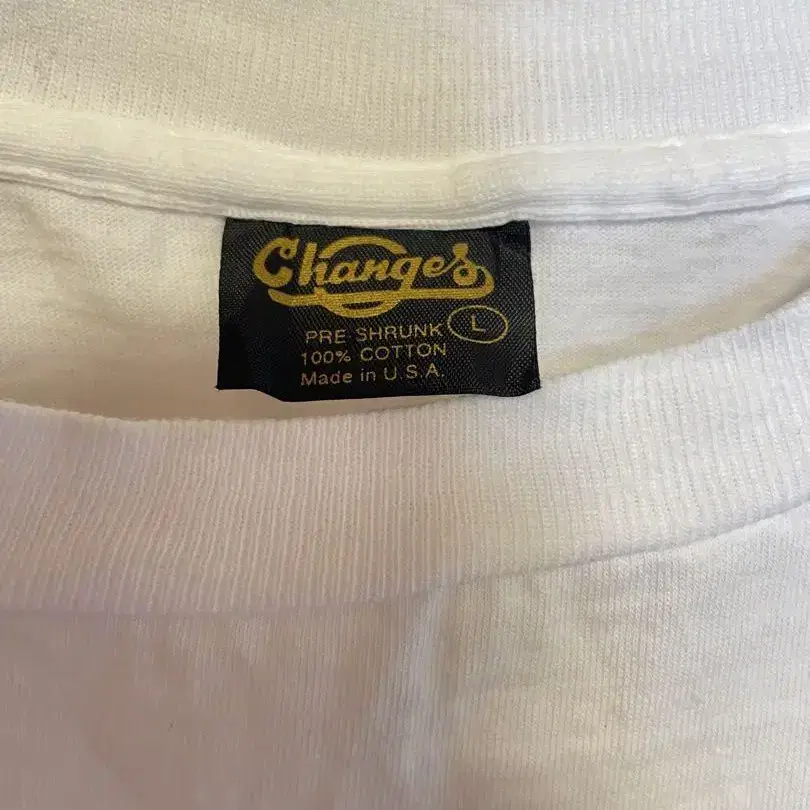 Changes
PRE SHRUNK L
100% COTTON
Made in U.S.A.